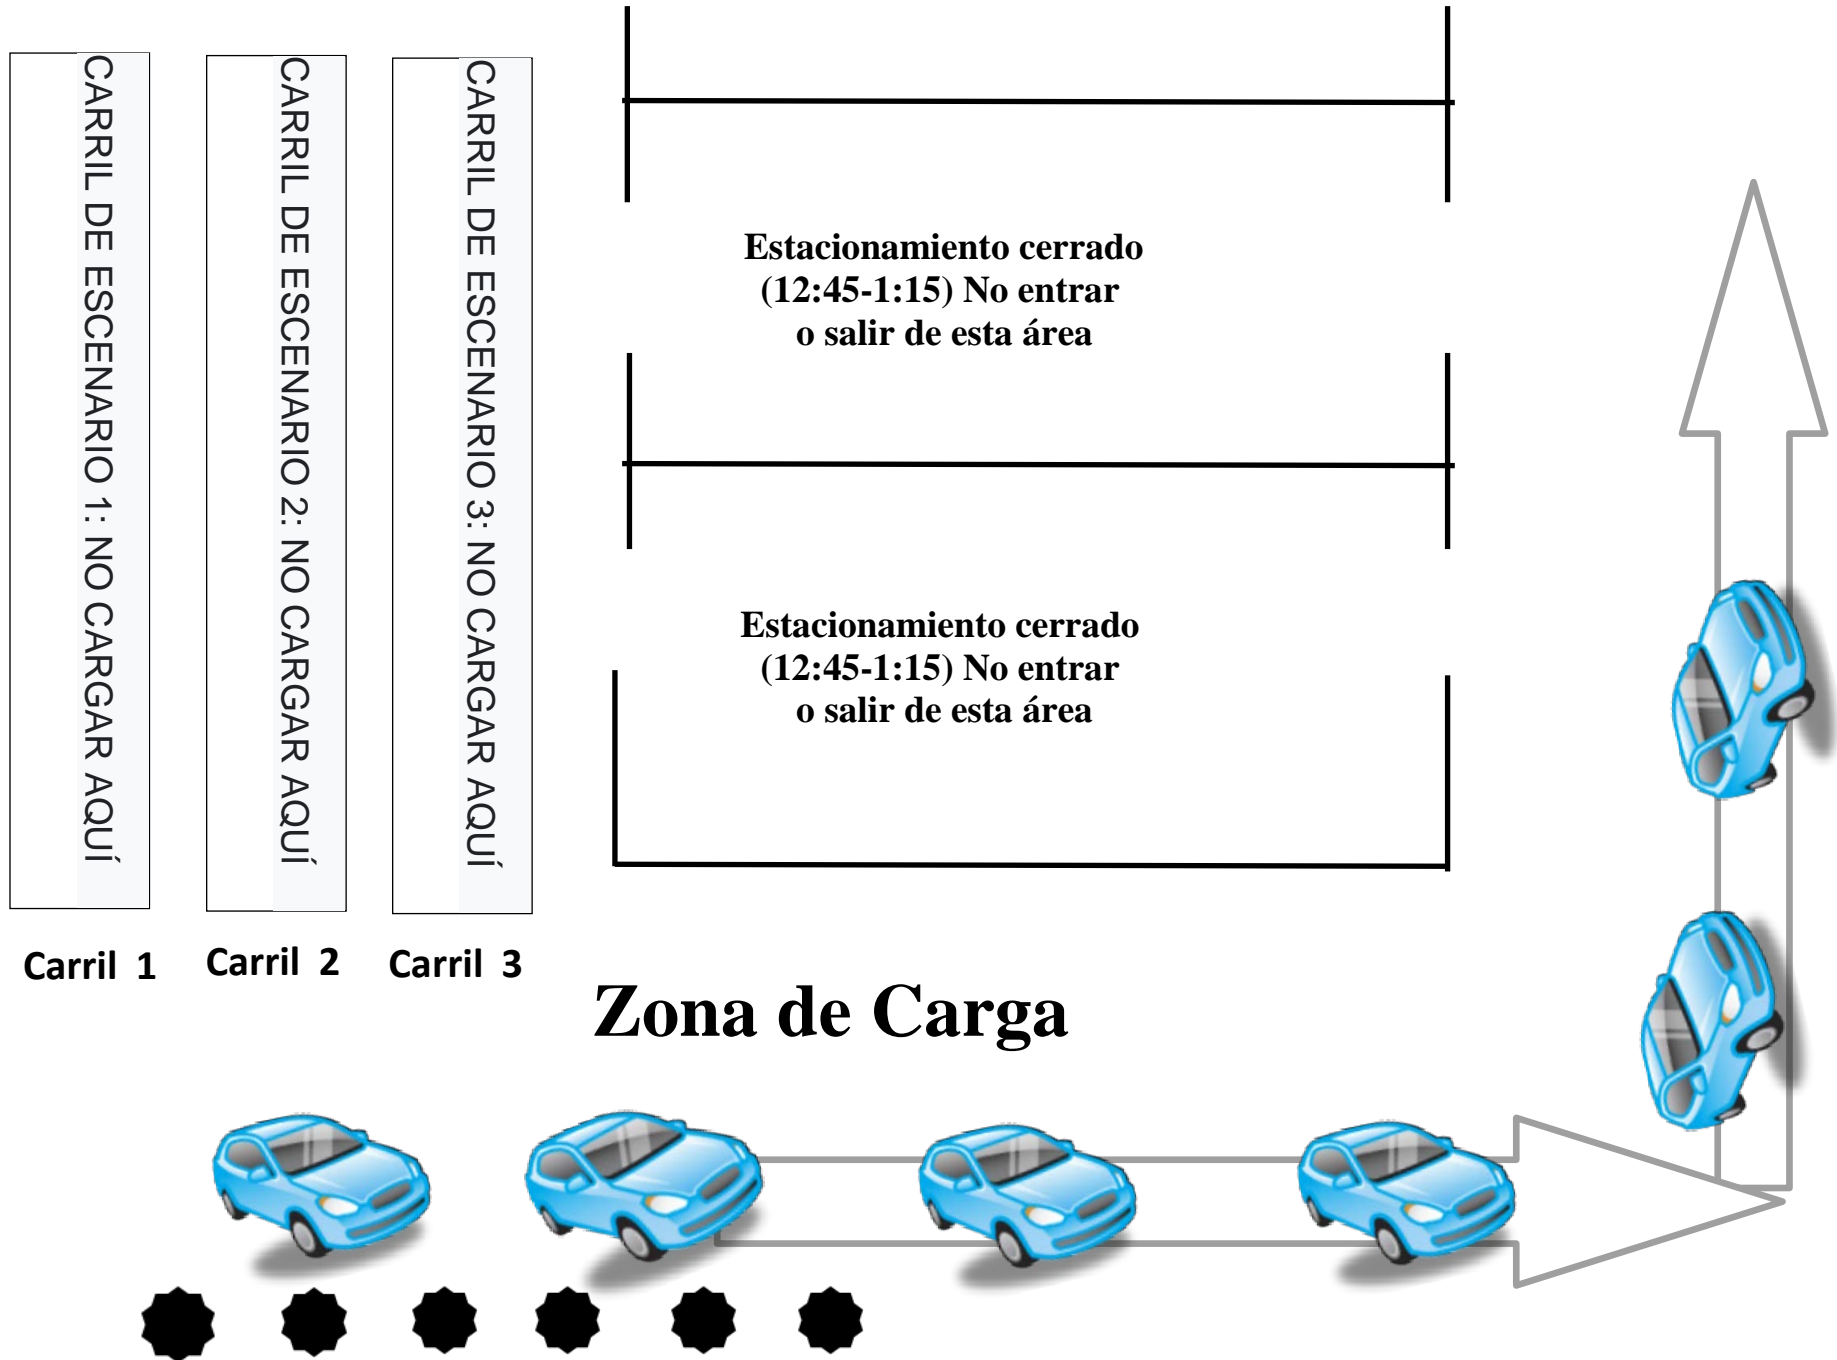 CARRIL DE ESCENARIO 1: NO CARGAR AQUÍ
CARRIL DE ESCENARIO 2: NO CARGAR AQUÍ
CARRIL DE ESCENARIO 3: NO CARGAR AQUÍ
Estacionamiento cerrado
(12:45-1:15) No entrar
o salir de esta área
Estacionamiento cerrado
(12:45-1:15) No entrar
o salir de esta área
Carril 1
Carril 2
Carril 3
Zona de Carga